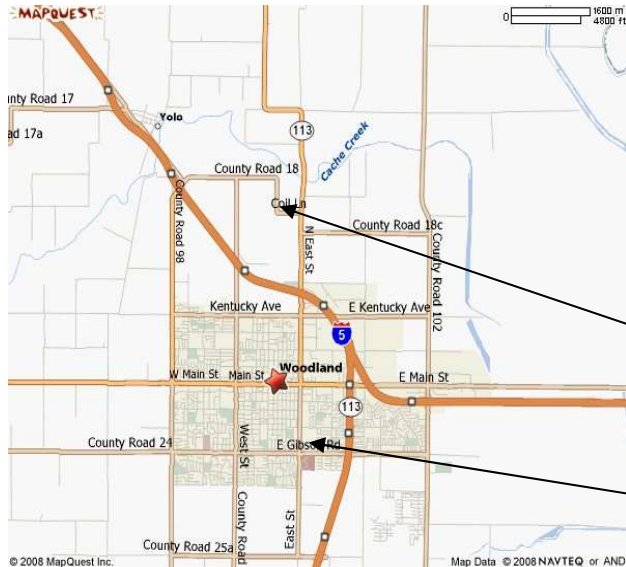 MAPQUEST
0 1600 m
4800 ft
113
unty Road 17
Yolo
ad 17a
Cache Creek
County Road 18
Coil Ln
County Road 98
N East St
County Road 18c
County Road 102
Kentucky Ave
E Kentucky Ave
5
Woodland
W Main St
Main St
E Main St
113
County Road 24
West St
E Gibson Rd
County Road
East St
County Road 25a
© 2008 MapQuest Inc.
Map Data © 2008 NAVTEQ or AND